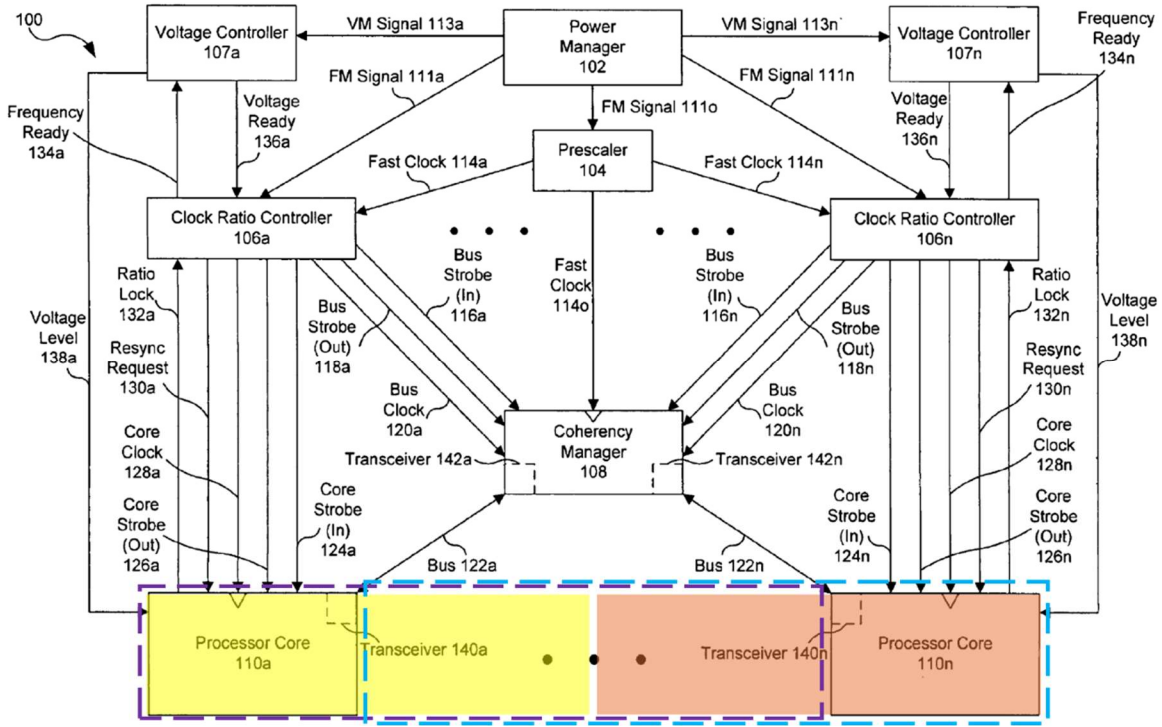 100
Voltage Controller
107a
VM Signal 113a
Power
Manager
102
VM Signal 113n
Voltage Controller
107n
Frequency
Ready
134n
FM Signal 111a
FM Signal 111n
FM Signal 111o
Frequency
Ready
134a
Voltage
Ready
136a
Voltage
Ready
136n
Fast Clock 114a
Prescaler
104
Fast Clock 114n
Clock Ratio Controller
106a
Clock Ratio Controller
106n
Voltage
Level
138a
Ratio
Lock
132a
Resync
Request
130a
Core
Clock
128a
Core
Strobe
(Out)
126a
Core
Strobe
(In)
124a
Bus
Strobe
(Out)
118a
Bus
Strobe
(In)
116a
Bus
Clock
120a
Fast
Clock
114o
Bus
Strobe
(In)
116n
Bus
Strobe
(Out)
118n
Bus
Clock
120n
Ratio
Lock
132n
Voltage
Level
138n
Resync
Request
130n
Core
Clock
128n
Core
Strobe
(In)
124n
Core
Strobe
(Out)
126n
Coherency
Manager
108
Transceiver 142a
Transceiver 142n
Bus 122a
Bus 122n
Processor Core
110a
Transceiver 140a
Transceiver 140n
Processor Core
110n